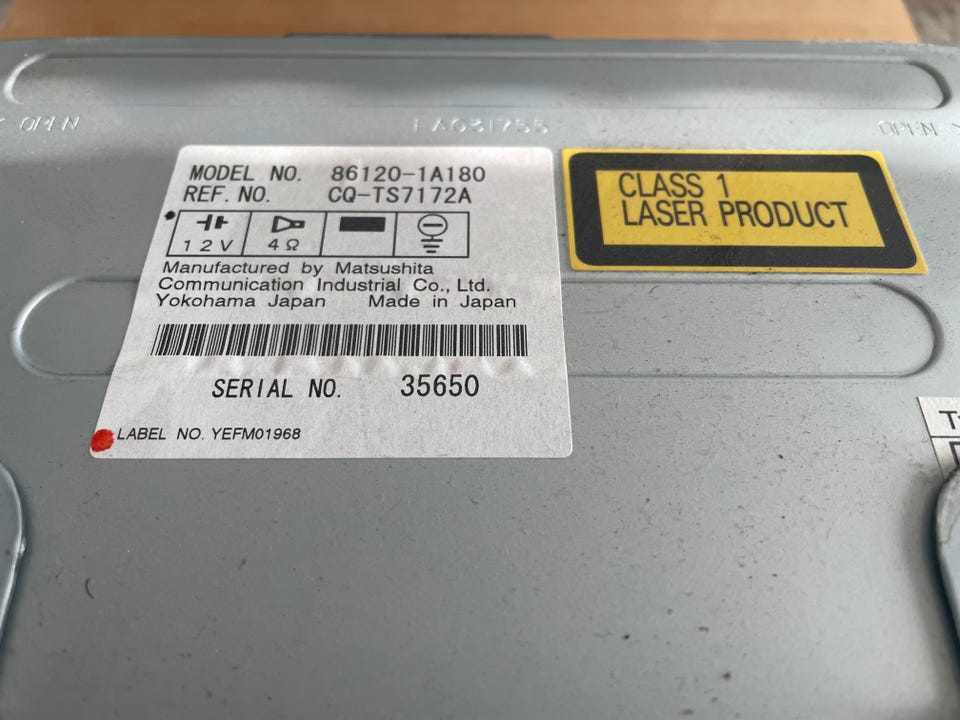 OPEN
EA031755
OPEN
MODEL NO. 86120-1A180
REF. NO. CQ-TS7172A
12V 4Ω
Manufactured by Matsushita
Communication Industrial Co., Ltd.
Yokohama Japan Made in Japan
SERIAL NO. 35650
LABEL NO. YEFM01968
CLASS 1
LASER PRODUCT